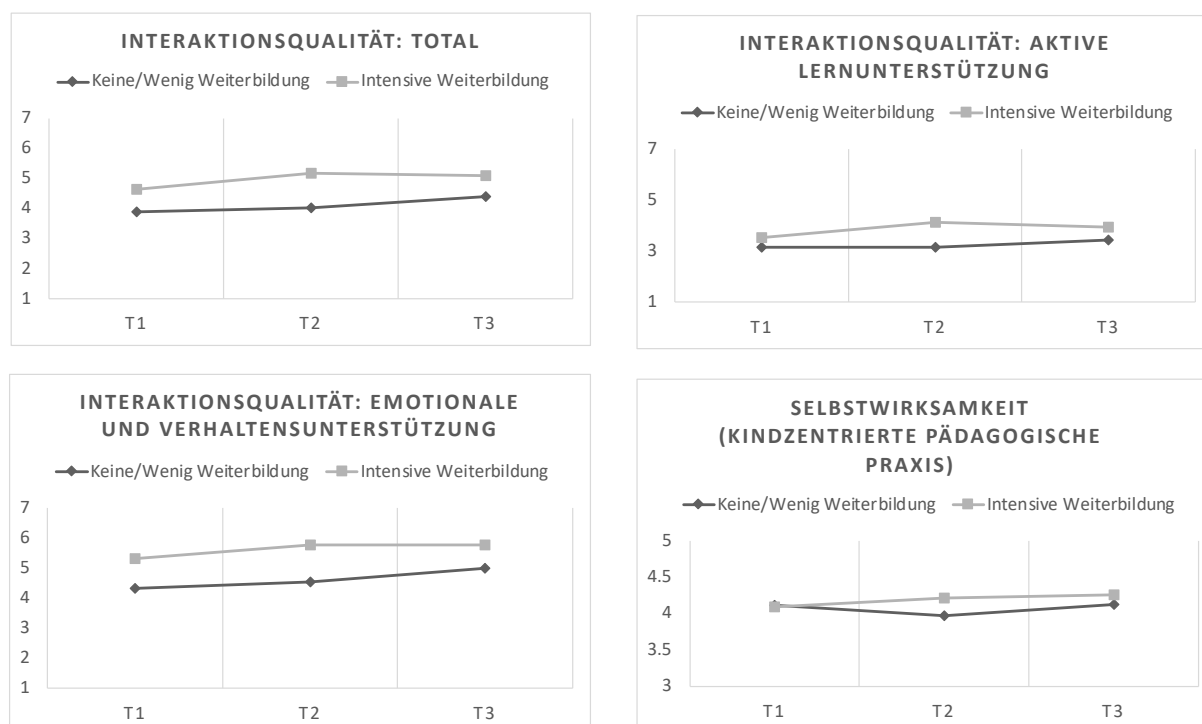 INTERAKTIONSQUALITÄT: TOTAL
Keine/Wenig Weiterbildung Intensive Weiterbildung
7
6
5
4
3
2
1
T1 T2 T3
INTERAKTIONSQUALITÄT: AKTIVE
LERNUNTERSTÜTZUNG
Keine/Wenig Weiterbildung Intensive Weiterbildung
7
5
3
1
T1 T2 T3
INTERAKTIONSQUALITÄT: EMOTIONALE
UND VERHALTENSUNTERSTÜTZUNG
Keine/Wenig Weiterbildung Intensive Weiterbildung
7
6
5
4
3
2
1
T1 T2 T3
SELBSTWIRKSAMKEIT
(KINDZENTRIERTE PÄDAGOGISCHE
PRAXIS)
Keine/Wenig Weiterbildung Intensive Weiterbildung
5
4.5
4
3.5
3
T1 T2 T3